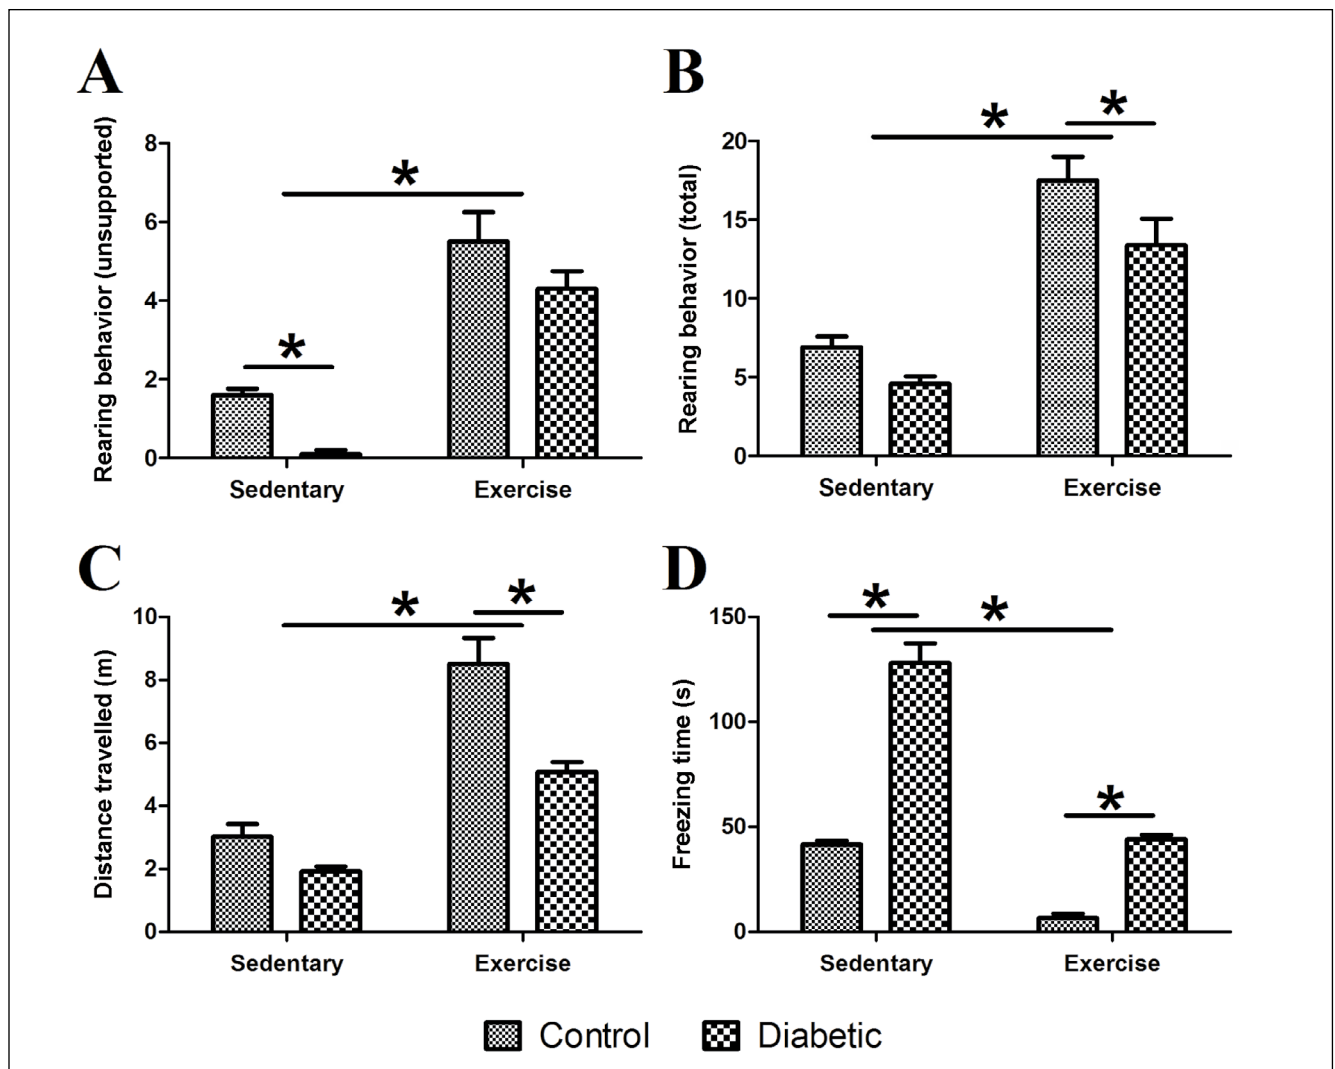 A
Rearing behavior (unsupported)
8
6
4
2
0
*
*
Sedentary
Exercise
B
Rearing behavior (total)
20
15
10
5
0
*
*
Sedentary
Exercise
C
Distance travelled (m)
10
8
6
4
2
0
*
*
Sedentary
Exercise
D
Freezing time (s)
150
100
50
0
*
*
*
Sedentary
Exercise
Control
Diabetic